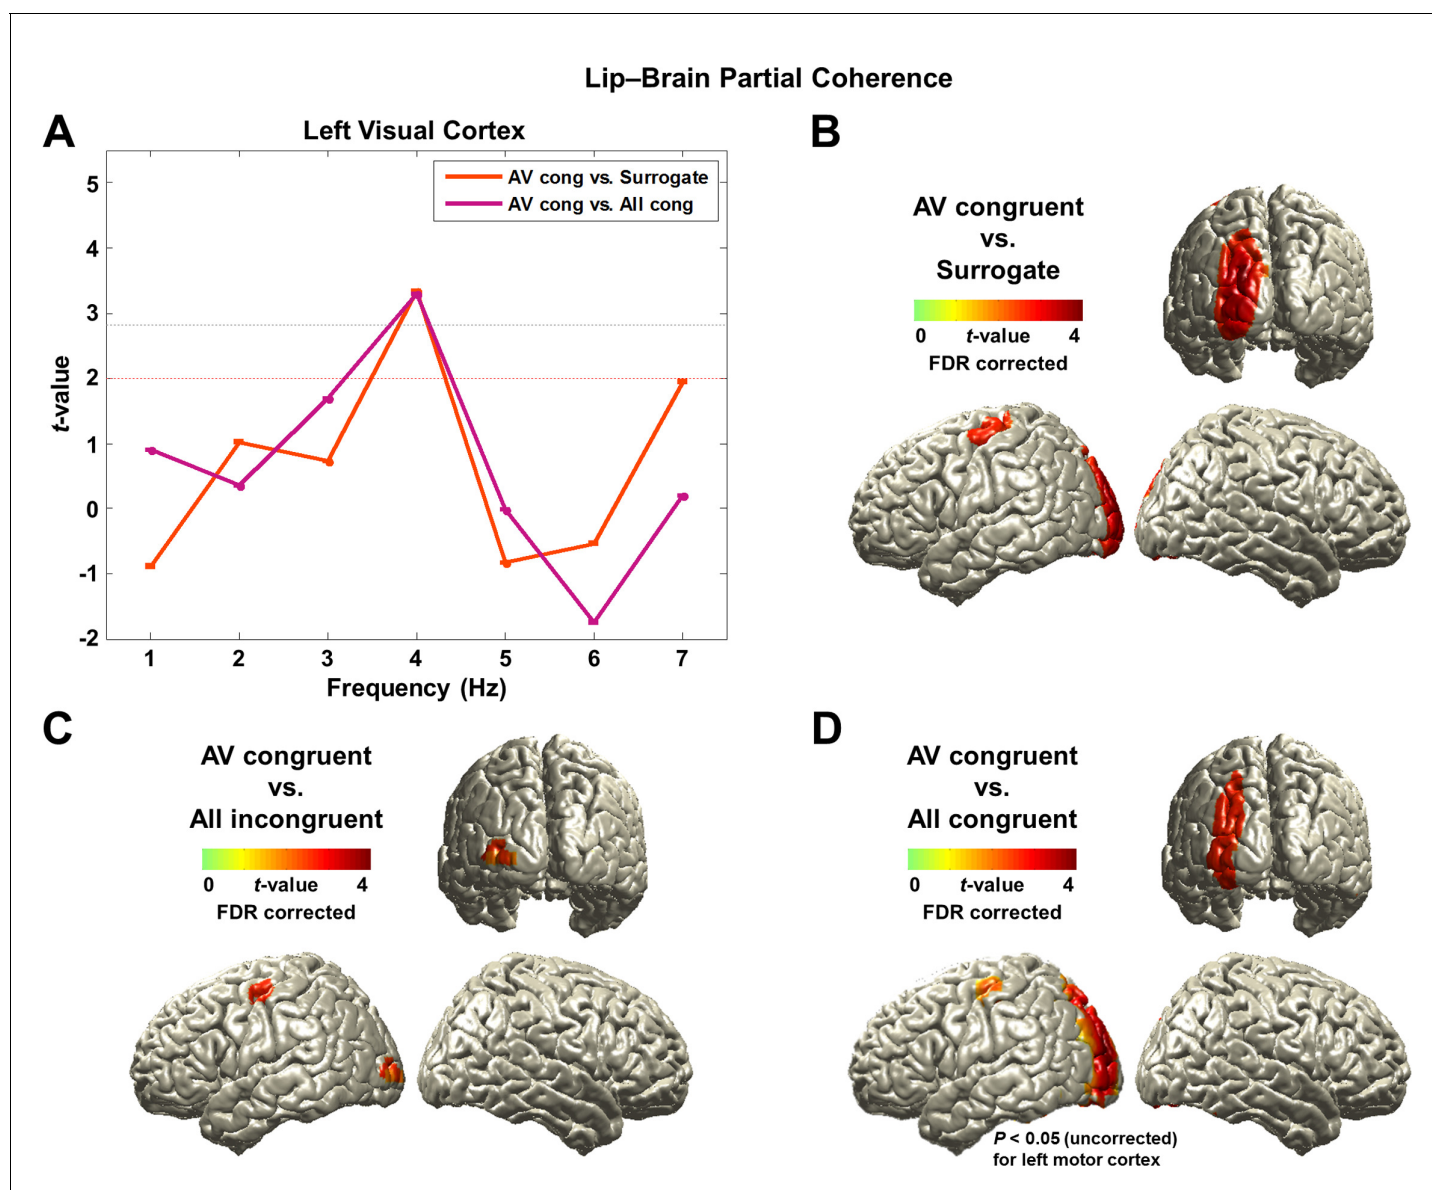 Lip–Brain Partial Coherence
A
Left Visual Cortex
AV cong vs. Surrogate
AV cong vs. All cong
5
4
3
2
1
0
-1
-2
t-value
1 2 3 4 5 6 7
Frequency (Hz)
B
AV congruent
vs.
Surrogate
0 t-value 4
FDR corrected
C
AV congruent
vs.
All incongruent
0 t-value 4
FDR corrected
D
AV congruent
vs.
All congruent
0 t-value 4
FDR corrected
P < 0.05 (uncorrected)
for left motor cortex